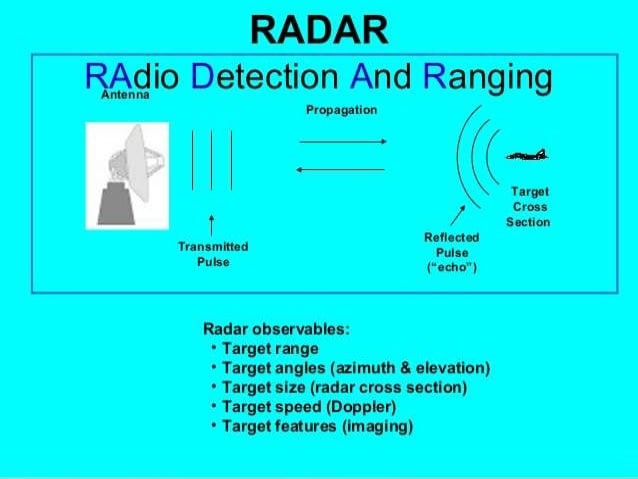 RADAR
RAdio Detection And Ranging
Antenna
Propagation
Target
Cross
Section
Transmitted
Pulse
Reflected
Pulse
(“echo”)
Radar observables:
• Target range
• Target angles (azimuth & elevation)
• Target size (radar cross section)
• Target speed (Doppler)
• Target features (imaging)